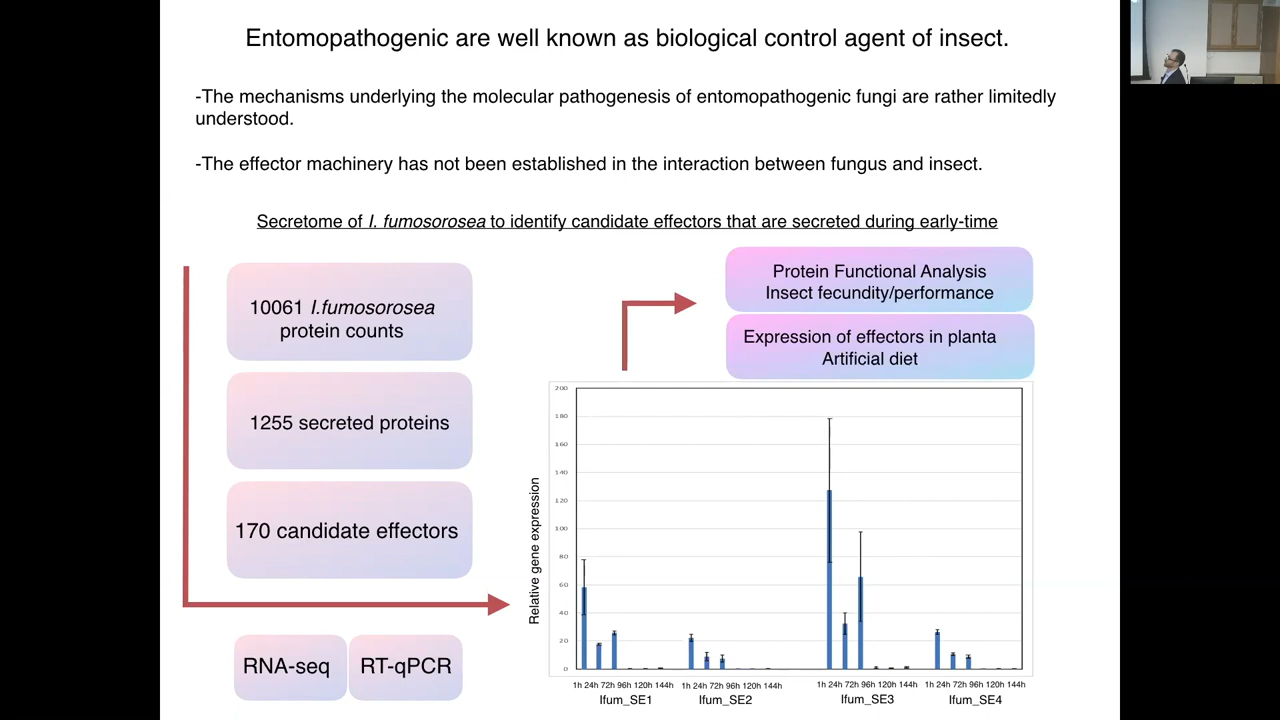 Entomopathogenic are well known as biological control agent of insect.
-The mechanisms underlying the molecular pathogenesis of entomopathogenic fungi are rather limitedly
understood.
-The effector machinery has not been established in the interaction between fungus and insect.
Secretome of I. fumosorosea to identify candidate effectors that are secreted during early-time
10061 I.fumosorosea
protein counts
1255 secreted proteins
170 candidate effectors
RNA-seq
RT-qPCR
Protein Functional Analysis
Insect fecundity/performance
Expression of effectors in planta
Artificial diet
Relative gene expression
200
180
160
140
120
100
80
60
40
20
0
1h 24h 72h 96h 120h 144h
1h 24h 72h 96h 120h 144h
1h 24h 72h 96h 120h 144h
1h 24h 72h 96h 120h 144h
Ifum_SE1
Ifum_SE2
Ifum_SE3
Ifum_SE4